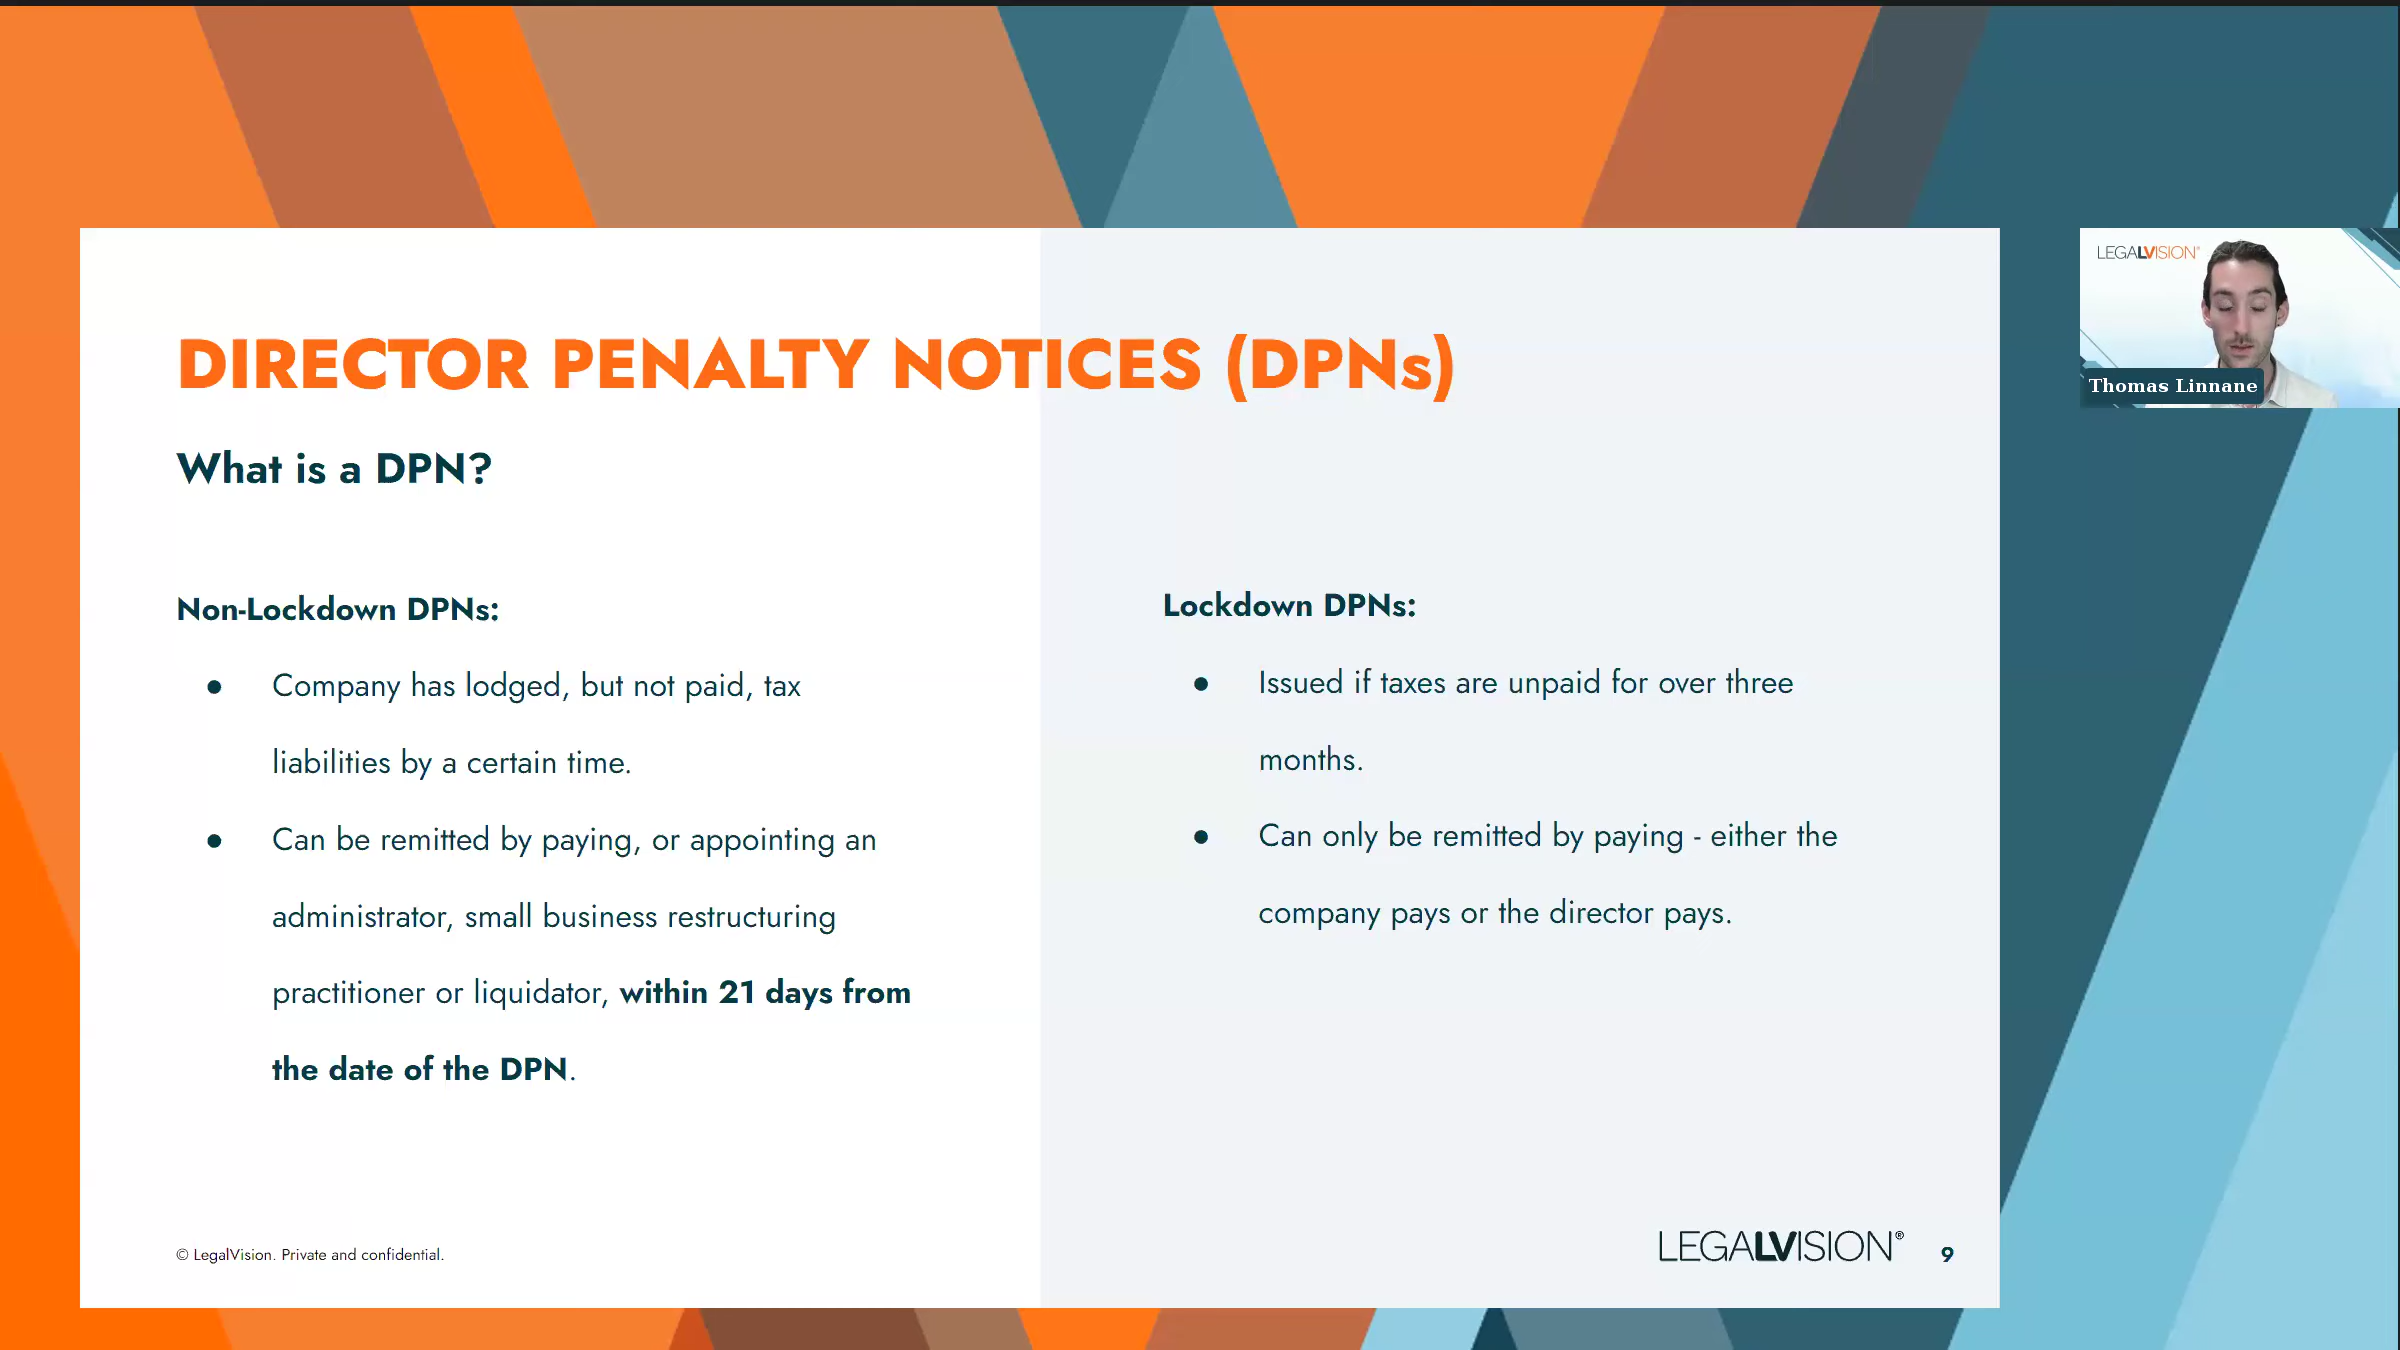 DIRECTOR PENALTY NOTICES (DPNs)
What is a DPN?
Non-Lockdown DPNs:
● Company has lodged, but not paid, tax
liabilities by a certain time.
● Can be remitted by paying, or appointing an
administrator, small business restructuring
practitioner or liquidator, within 21 days from
the date of the DPN.
Lockdown DPNs:
● Issued if taxes are unpaid for over three
months.
● Can only be remitted by paying - either the
company pays or the director pays.
© LegalVision. Private and confidential.
LEGALVISION®
9
LEGALVISION®
Thomas Linnane